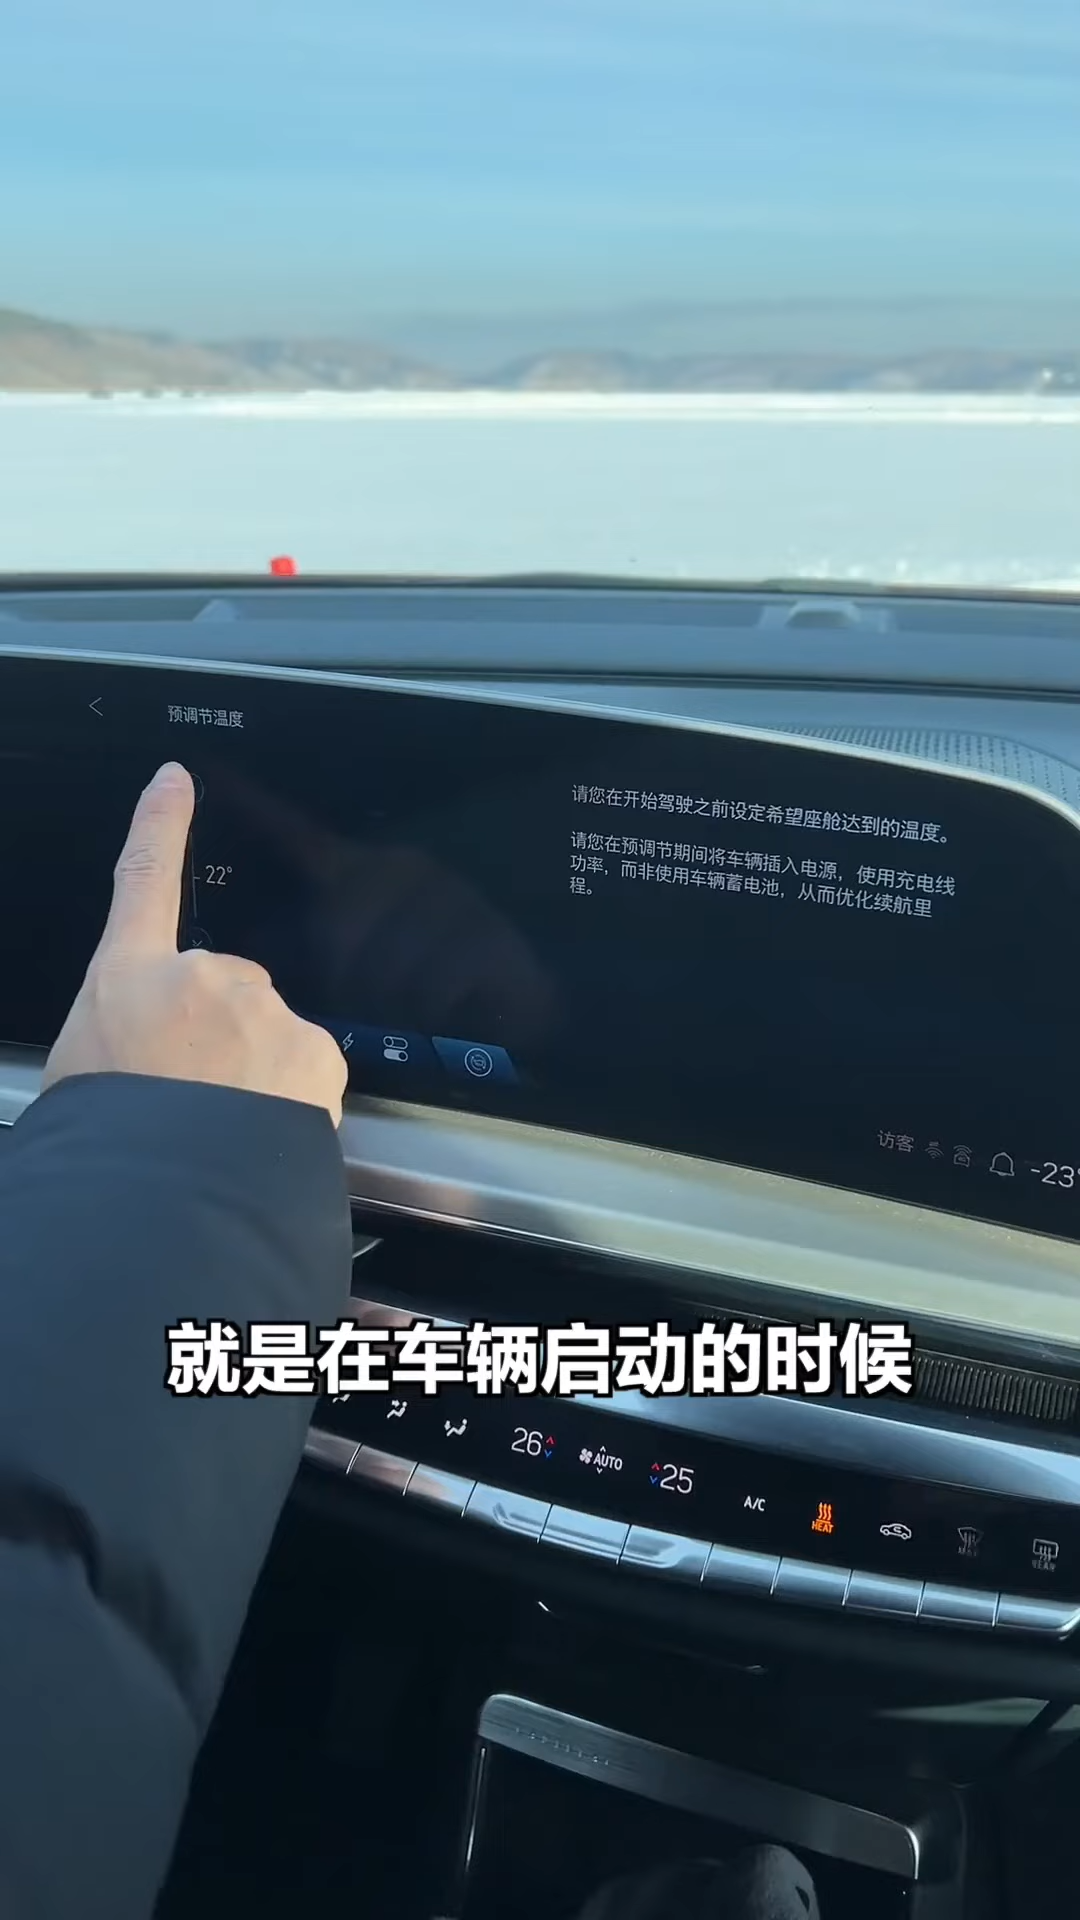 预调节温度
请您在开始驾驶之前设定希望座舱达到的温度。
请您在预调节期间将车辆插入电源，使用充电线
功率，而非使用车辆蓄电池，从而优化续航里
程。
22°
访客
-23°
就是在车辆启动的时候
26 AUTO 25 A/C HEAT
REAR